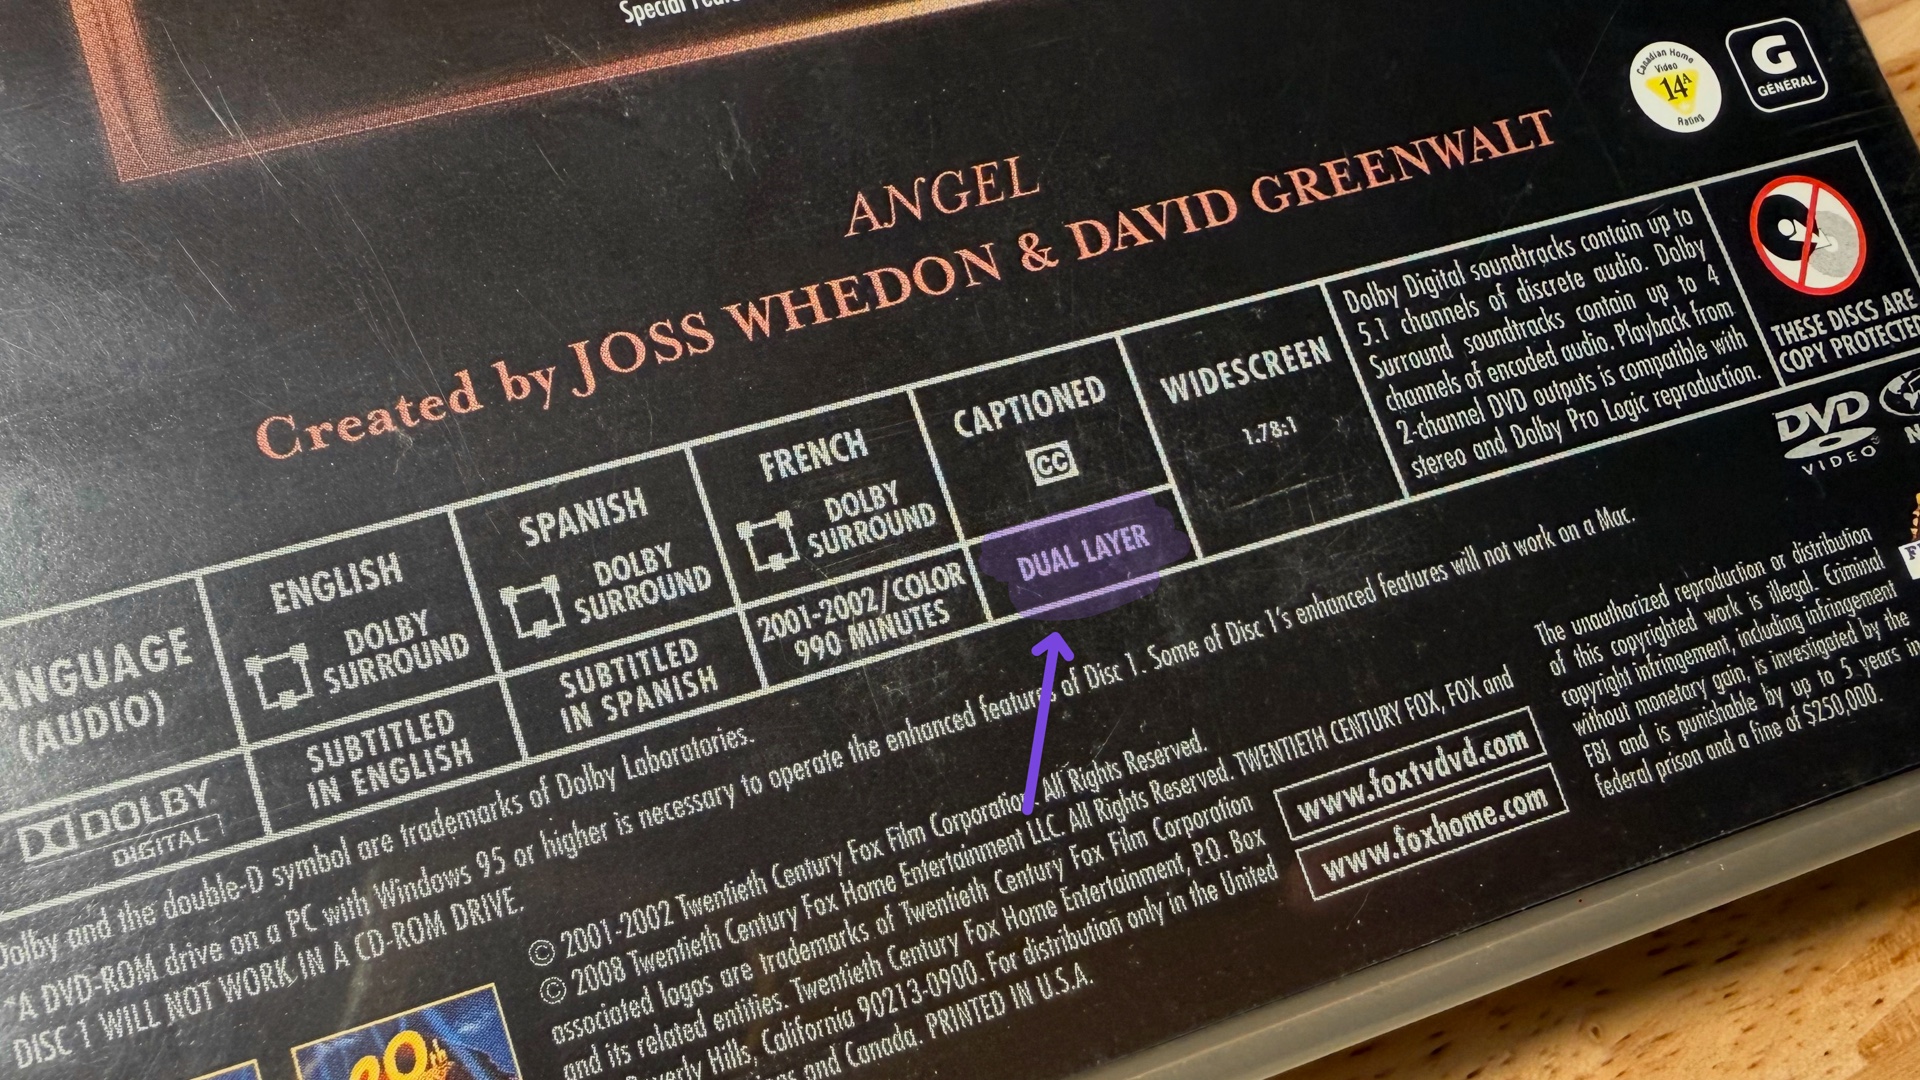 Special
Canadian Home
Video
14A
Rating
G
GÉNÉRAL
ANGEL
Created by JOSS WHEDON & DAVID GREENWALT
(AUDIO)
ENGLISH
DOLBY
SURROUND
SPANISH
DOLBY
SURROUND
FRENCH
DOLBY
SURROUND
CAPTIONED
CC
WIDESCREEN
1.78:1
DOLBY
DIGITAL
SUBTITLED
IN ENGLISH
SUBTITLED
IN SPANISH
2001-2002/COLOR
990 MINUTES
DUAL LAYER
Dolby Digital soundtracks contain up to
5.1 channels of discrete audio. Dolby
Surround soundtracks contain up to 4
channels of encoded audio. Playback from
2-channel DVD outputs is compatible with
stereo and Dolby Pro Logic reproduction.
THESE DISCS ARE
COPY PROTECTED
DVD
VIDEO
Dolby and the double-D symbol are trademarks of Dolby Laboratories.
*A DVD-ROM drive on a PC with Windows 95 or higher is necessary to operate the enhanced features of Disc 1. Some of Disc 1's enhanced features will not work on a Mac.
DISC 1 WILL NOT WORK IN A CD-ROM DRIVE.
© 2001-2002 Twentieth Century Fox Film Corporation. All Rights Reserved.
© 2008 Twentieth Century Fox Home Entertainment LLC. All Rights Reserved. TWENTIETH CENTURY FOX, FOX and
associated logos are trademarks of Twentieth Century Fox Film Corporation
and its related entities. Twentieth Century Fox Home Entertainment, P.O. Box
Beverly Hills, California 90213-0900. For distribution only in the United
and Canada. PRINTED IN U.S.A.
www.foxtvdvd.com
www.foxhome.com
The unauthorized reproduction or distribution
of this copyrighted work is illegal. Criminal
copyright infringement, including infringement
without monetary gain, is investigated by the
FBI and is punishable by up to 5 years in
federal prison and a fine of $250,000.
20th